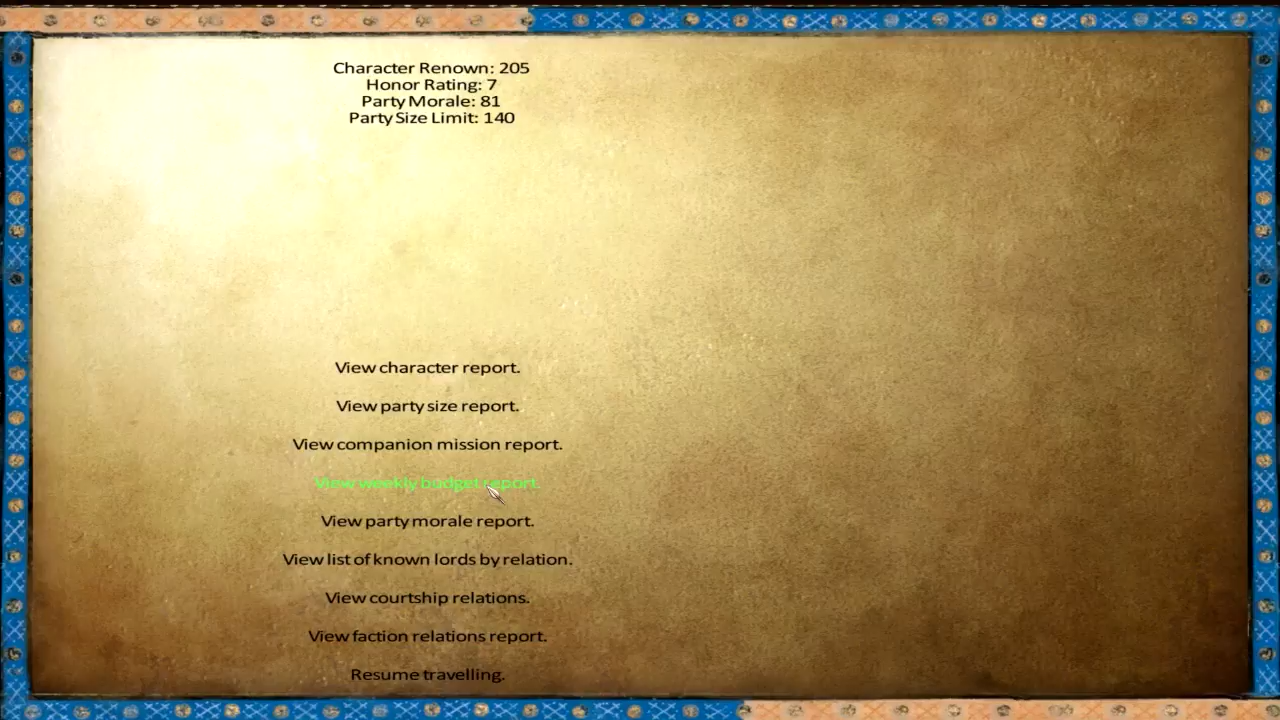 Character Renown: 205
Honor Rating: 7
Party Morale: 81
Party Size Limit: 140
View character report.
View party size report.
View companion mission report.
View weekly budget report.
View party morale report.
View list of known lords by relation.
View courtship relations.
View faction relations report.
Resume travelling.